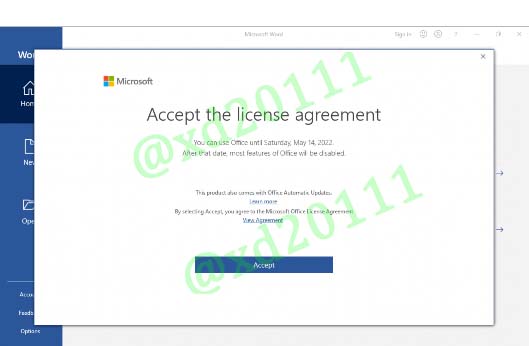 Microsoft Word
Sign in
?
Wor
Microsoft
Accept the license agreement
You can use Office until Saturday, May 14, 2022.
After that date, most features of Office will be disabled.
This product also comes with Office Automatic Updates.
Learn more
By selecting Accept, you agree to the Microsoft Office License Agreement
View Agreement
Accept
Hom
New
Ope
Accou
Feedb
Options
@xd20111
@xd20111